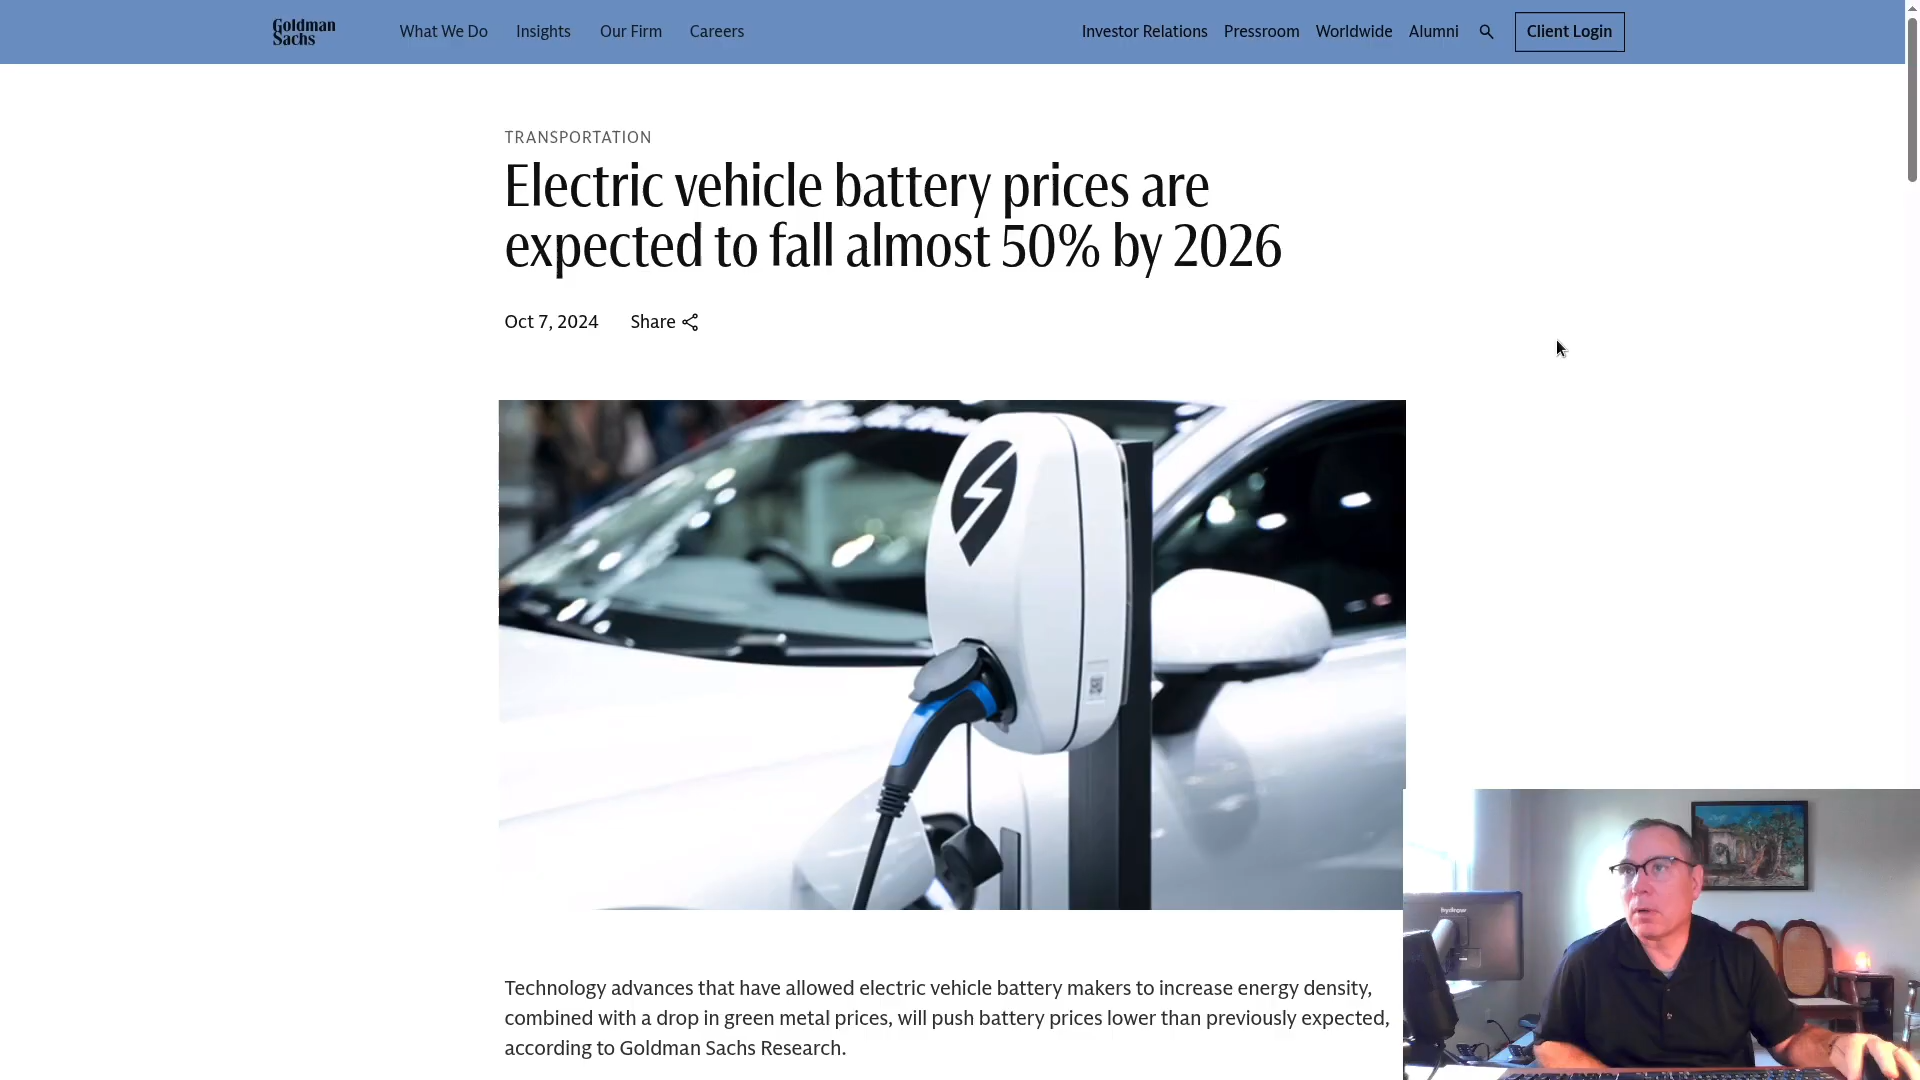 Goldman
Sachs
What We Do
Insights
Our Firm
Careers
Investor Relations
Pressroom
Worldwide
Alumni
Client Login
TRANSPORTATION
Electric vehicle battery prices are
expected to fall almost 50% by 2026
Oct 7, 2024
Share
Technology advances that have allowed electric vehicle battery makers to increase energy density,
combined with a drop in green metal prices, will push battery prices lower than previously expected,
according to Goldman Sachs Research.